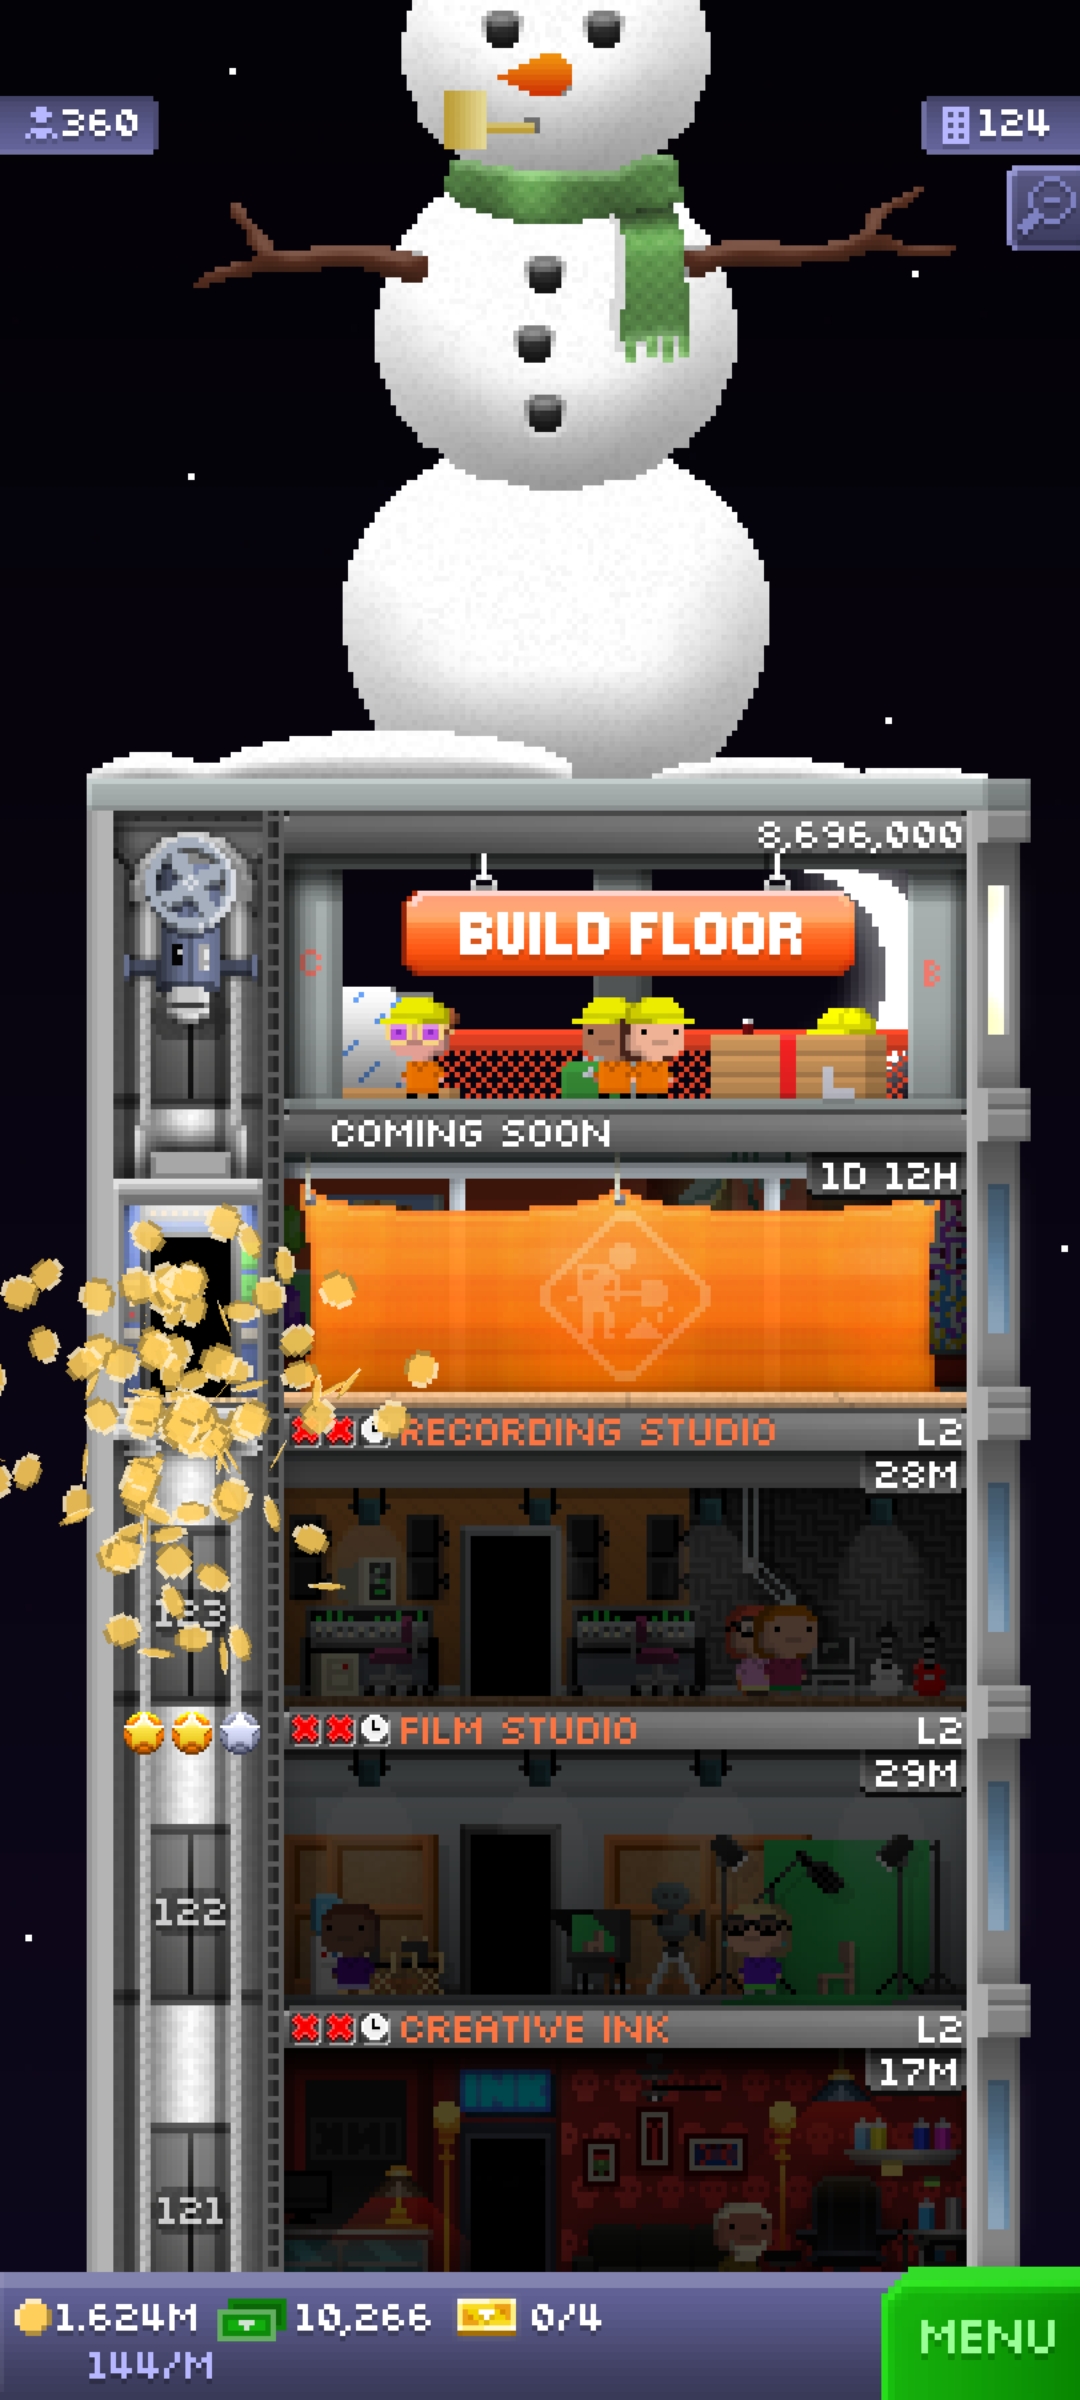 360
124
8,696,000
BUILD FLOOR
C
B
COMING SOON
1D 12H
RECORDING STUDIO L2
28M
123
FILM STUDIO L2
29M
122
CREATIVE INK L2
17M
INK
121
1.624M 10,266 0/4
144/M
MENU